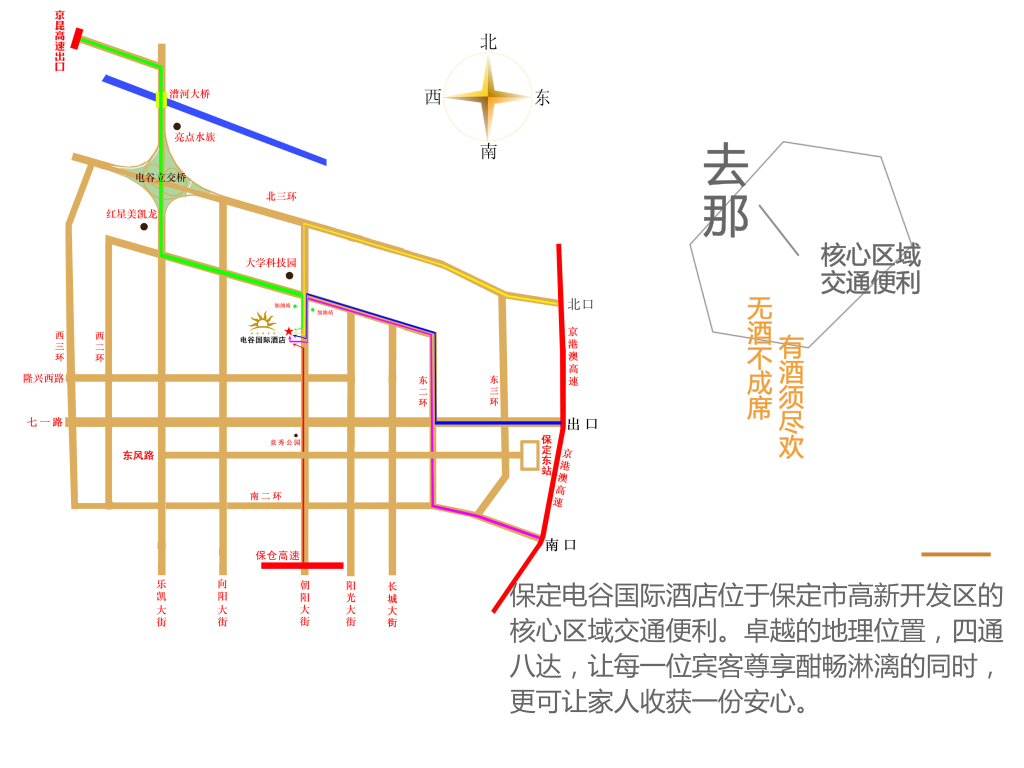 京昆高速出口
漕河大桥
亮点水族
电谷立交桥
红星美凯龙
北三环
大学科技园
加油站
加油站
电谷国际酒店
西三环
西二环
隆兴西路
七一路
东风路
盘秀公园
南二环
保仓高速
乐凯大街
向阳大街
朝阳大街
阳光大街
长城大街
东二环
东三环
北口
京港澳高速
出口
保定东站
京港澳高速
南口
北
西
东
南
去那
核心区域
交通便利
无酒不成席
有酒须尽欢
保定电谷国际酒店位于保定市高新开发区的
核心区域交通便利。卓越的地理位置，四通
八达，让每一位宾客尊享酣畅淋漓的同时，
更可让家人收获一份安心。